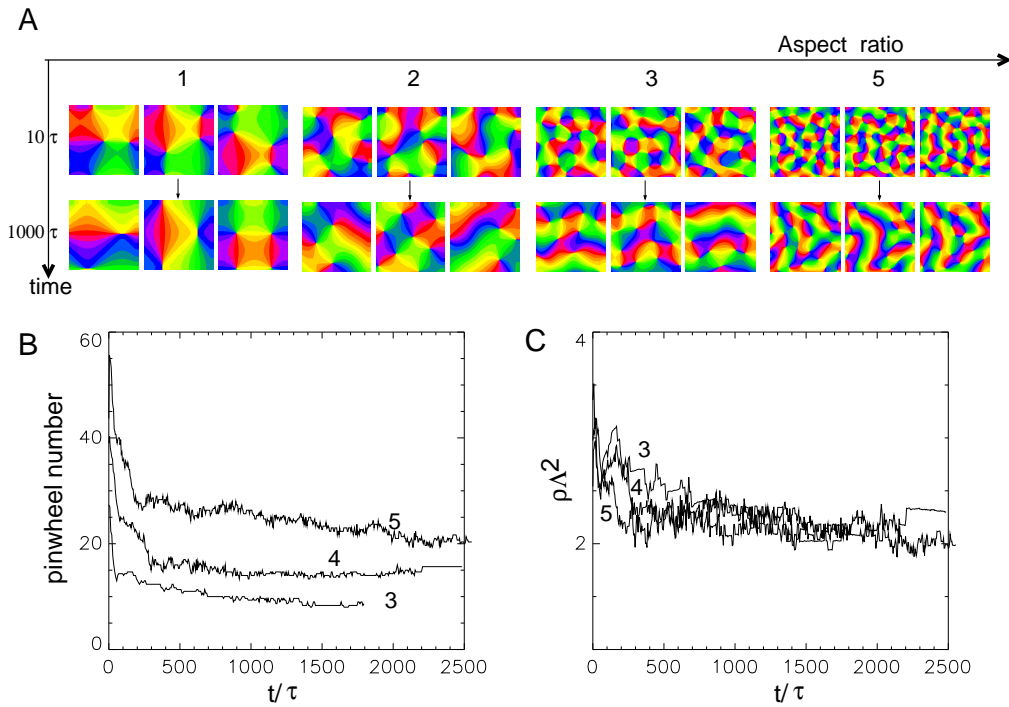 A
Aspect ratio
1 2 3 5
10 τ
1000 τ
time
B
60
40
20
0
pinwheel number
5
4
3
0 500 1000 1500 2000 2500
t/τ
C
4
2
ρΛ²
3
4
5
0 500 1000 1500 2000 2500
t/τ